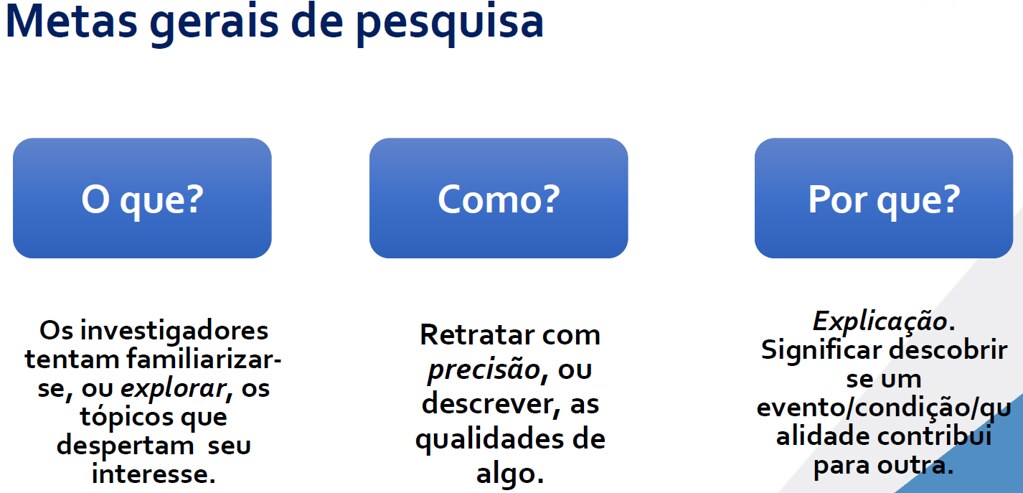 Metas gerais de pesquisa
O que?
Como?
Por que?
Os investigadores
tentam familiarizar-
se, ou explorar, os
tópicos que
despertam seu
interesse.
Retratar com
precisão, ou
descrever, as
qualidades de
algo.
Explicação.
Significar descobrir
se um
evento/condição/qu
alidade contribui
para outra.